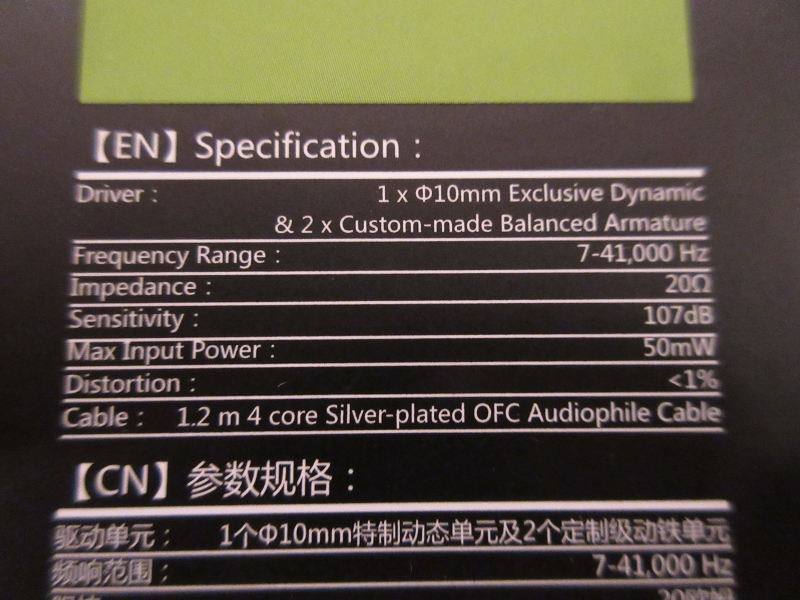 【EN】Specification：
Driver： 1 x Φ10mm Exclusive Dynamic
& 2 x Custom-made Balanced Armature
Frequency Range： 7-41,000 Hz
Impedance： 20Ω
Sensitivity： 107dB
Max Input Power： 50mW
Distortion： <1%
Cable： 1.2 m 4 core Silver-plated OFC Audiophile Cable
【CN】参数规格：
驱动单元： 1个Φ10mm特制动态单元及2个定制级动铁单元
频响范围： 7-41,000 Hz